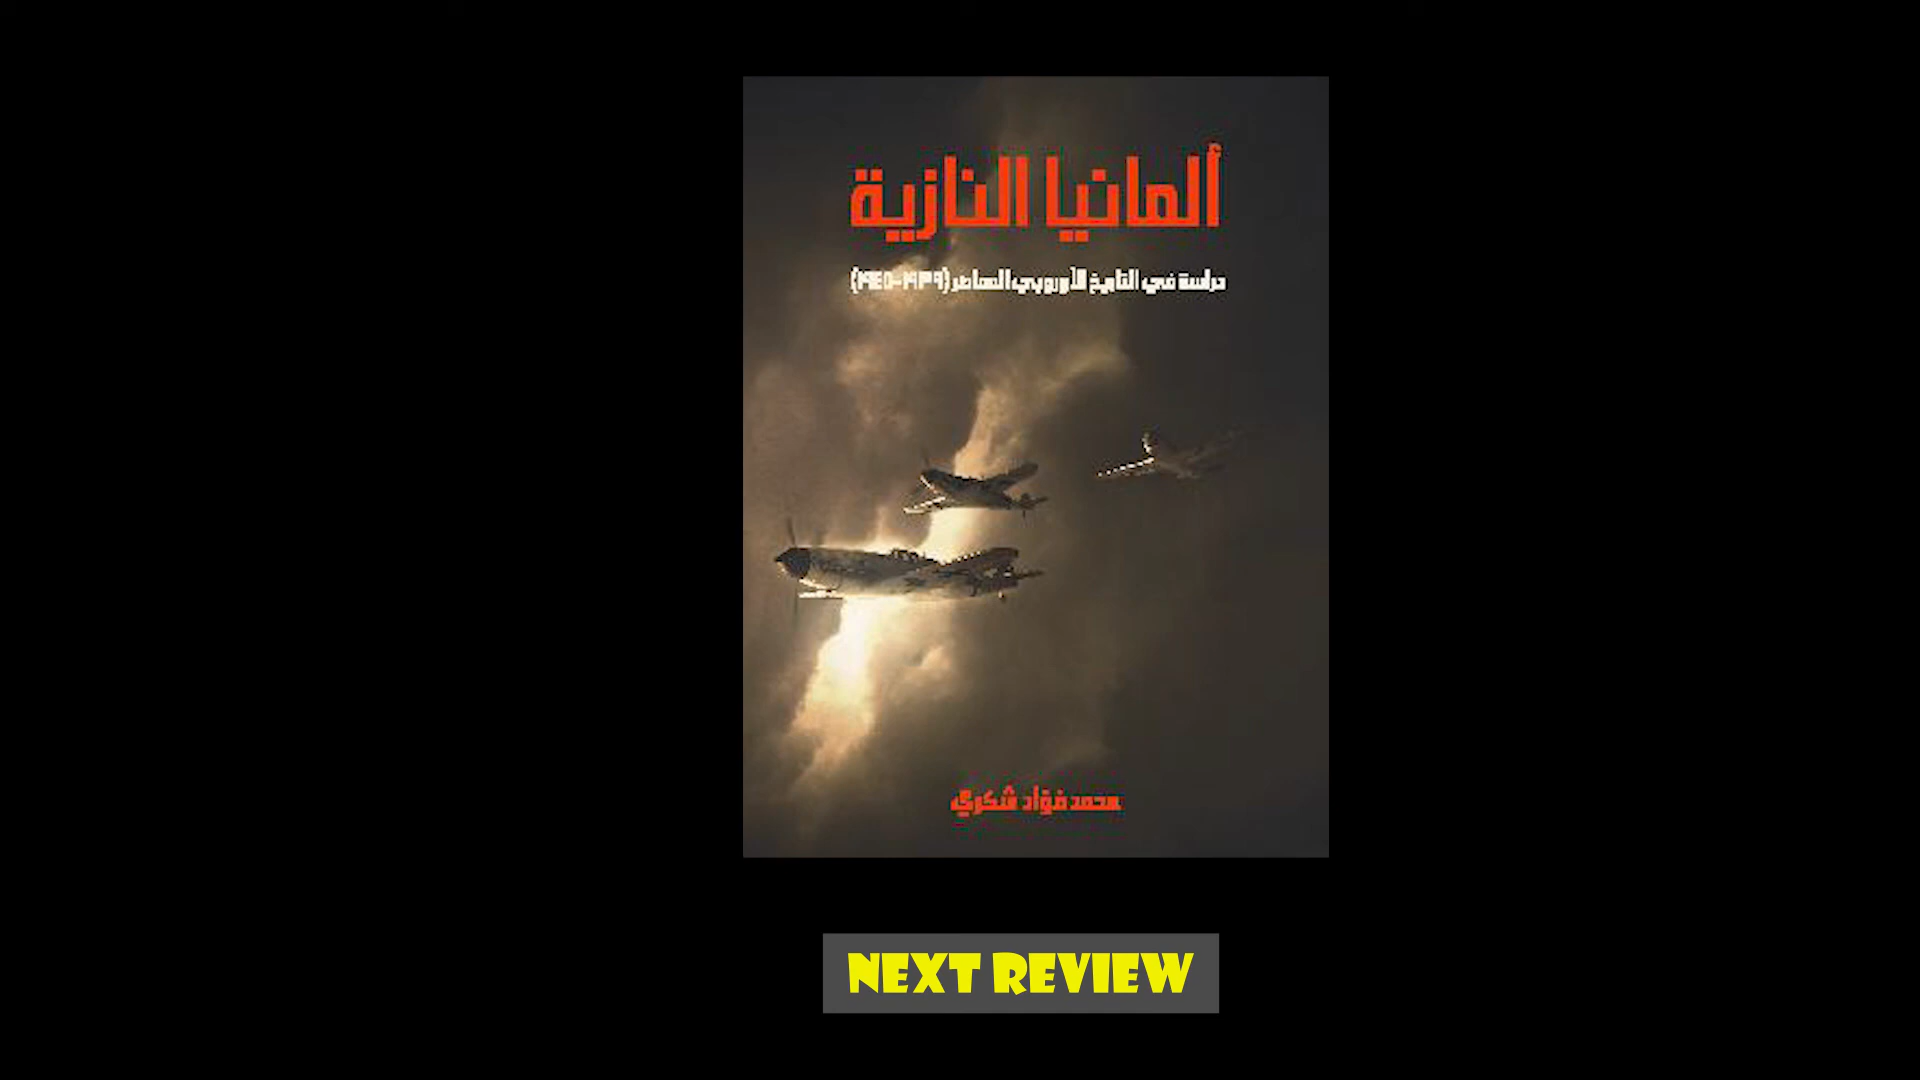 ألمانيا النازية
دراسة في التاريخ الأوروبي المعاصر (١٩٣٩-١٩٤٥)
محمد فؤاد شكري
NEXT REVIEW